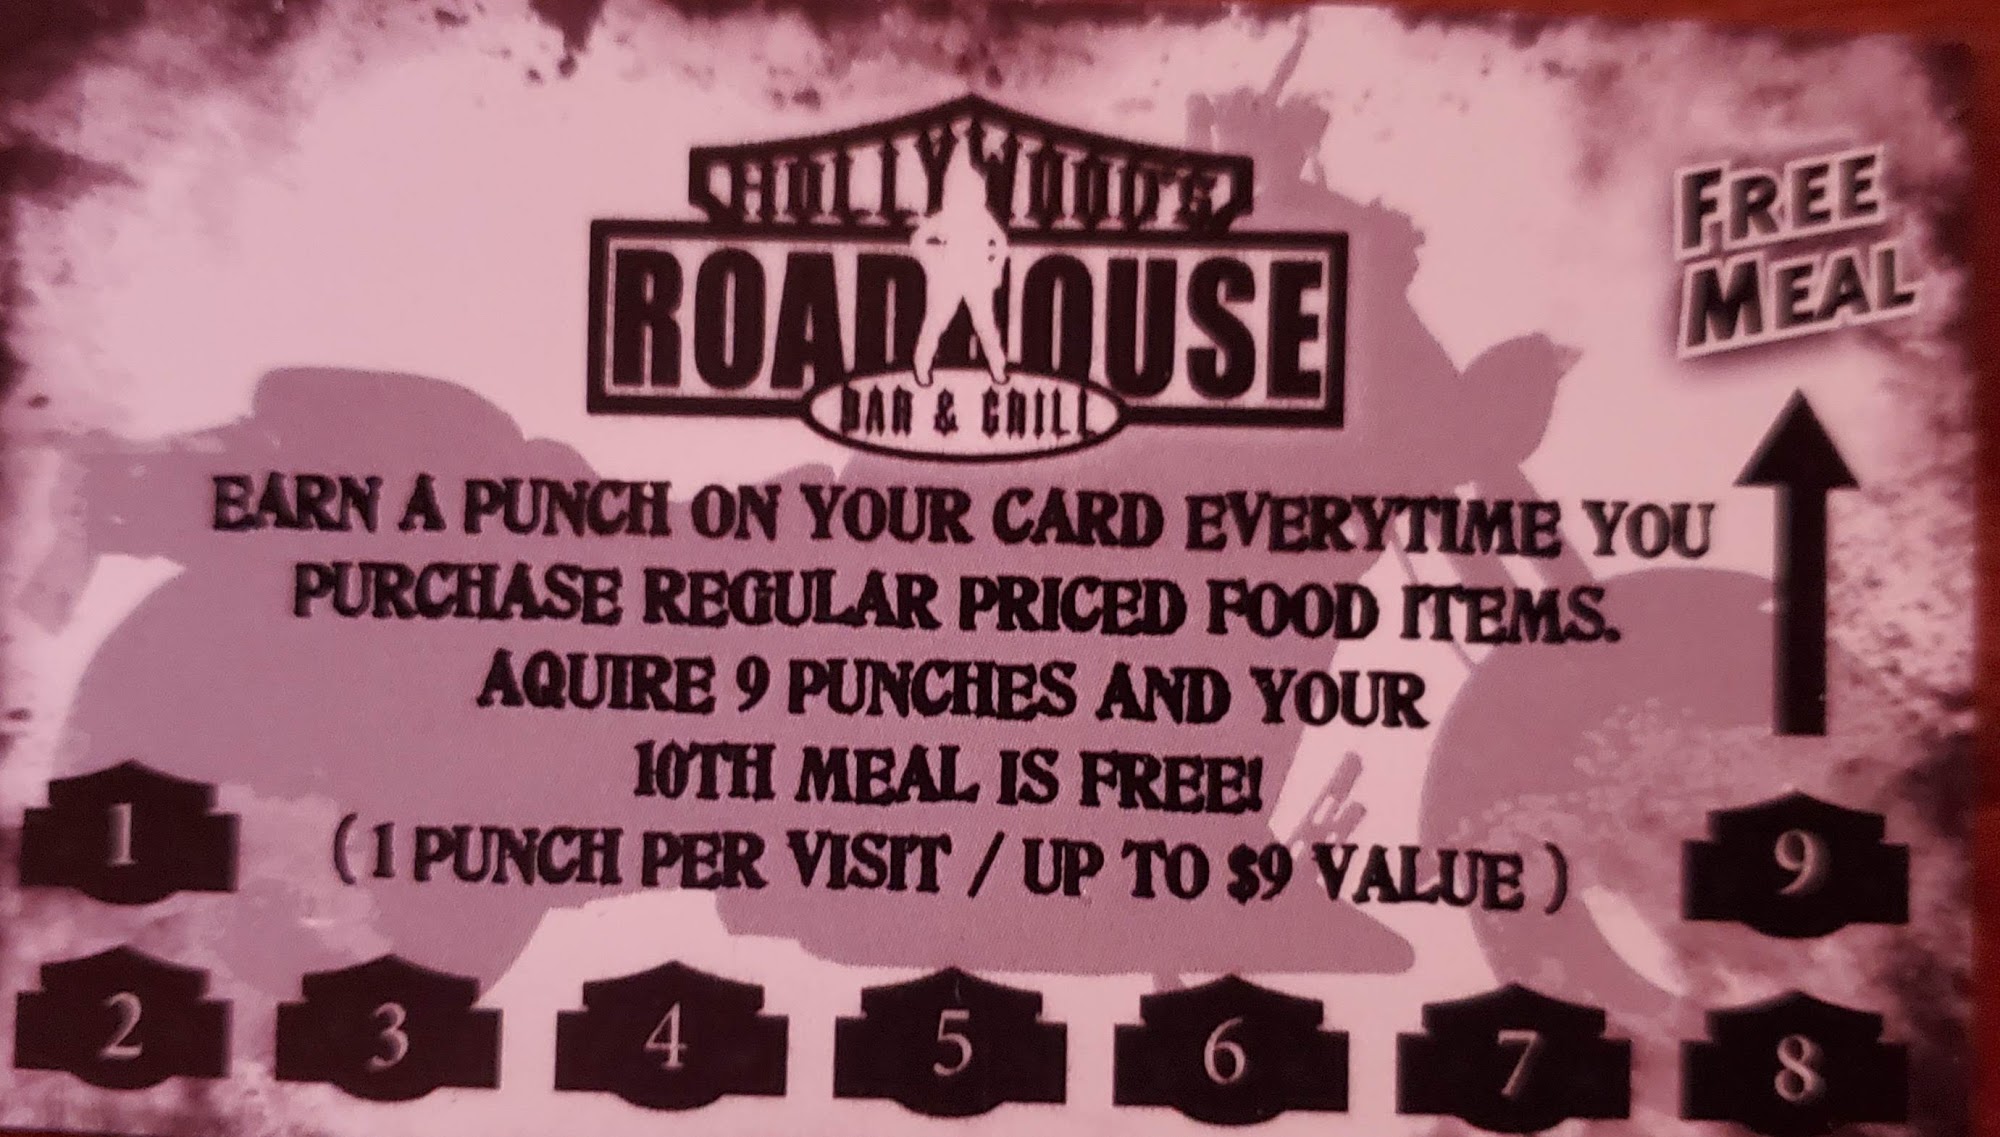 HOLLYWOOD'S
ROADHOUSE
BAR & GRILL
FREE
MEAL
EARN A PUNCH ON YOUR CARD EVERYTIME YOU
PURCHASE REGULAR PRICED FOOD ITEMS.
AQUIRE 9 PUNCHES AND YOUR
10TH MEAL IS FREE!
( 1 PUNCH PER VISIT / UP TO $9 VALUE )
1
9
2 3 4 5 6 7 8